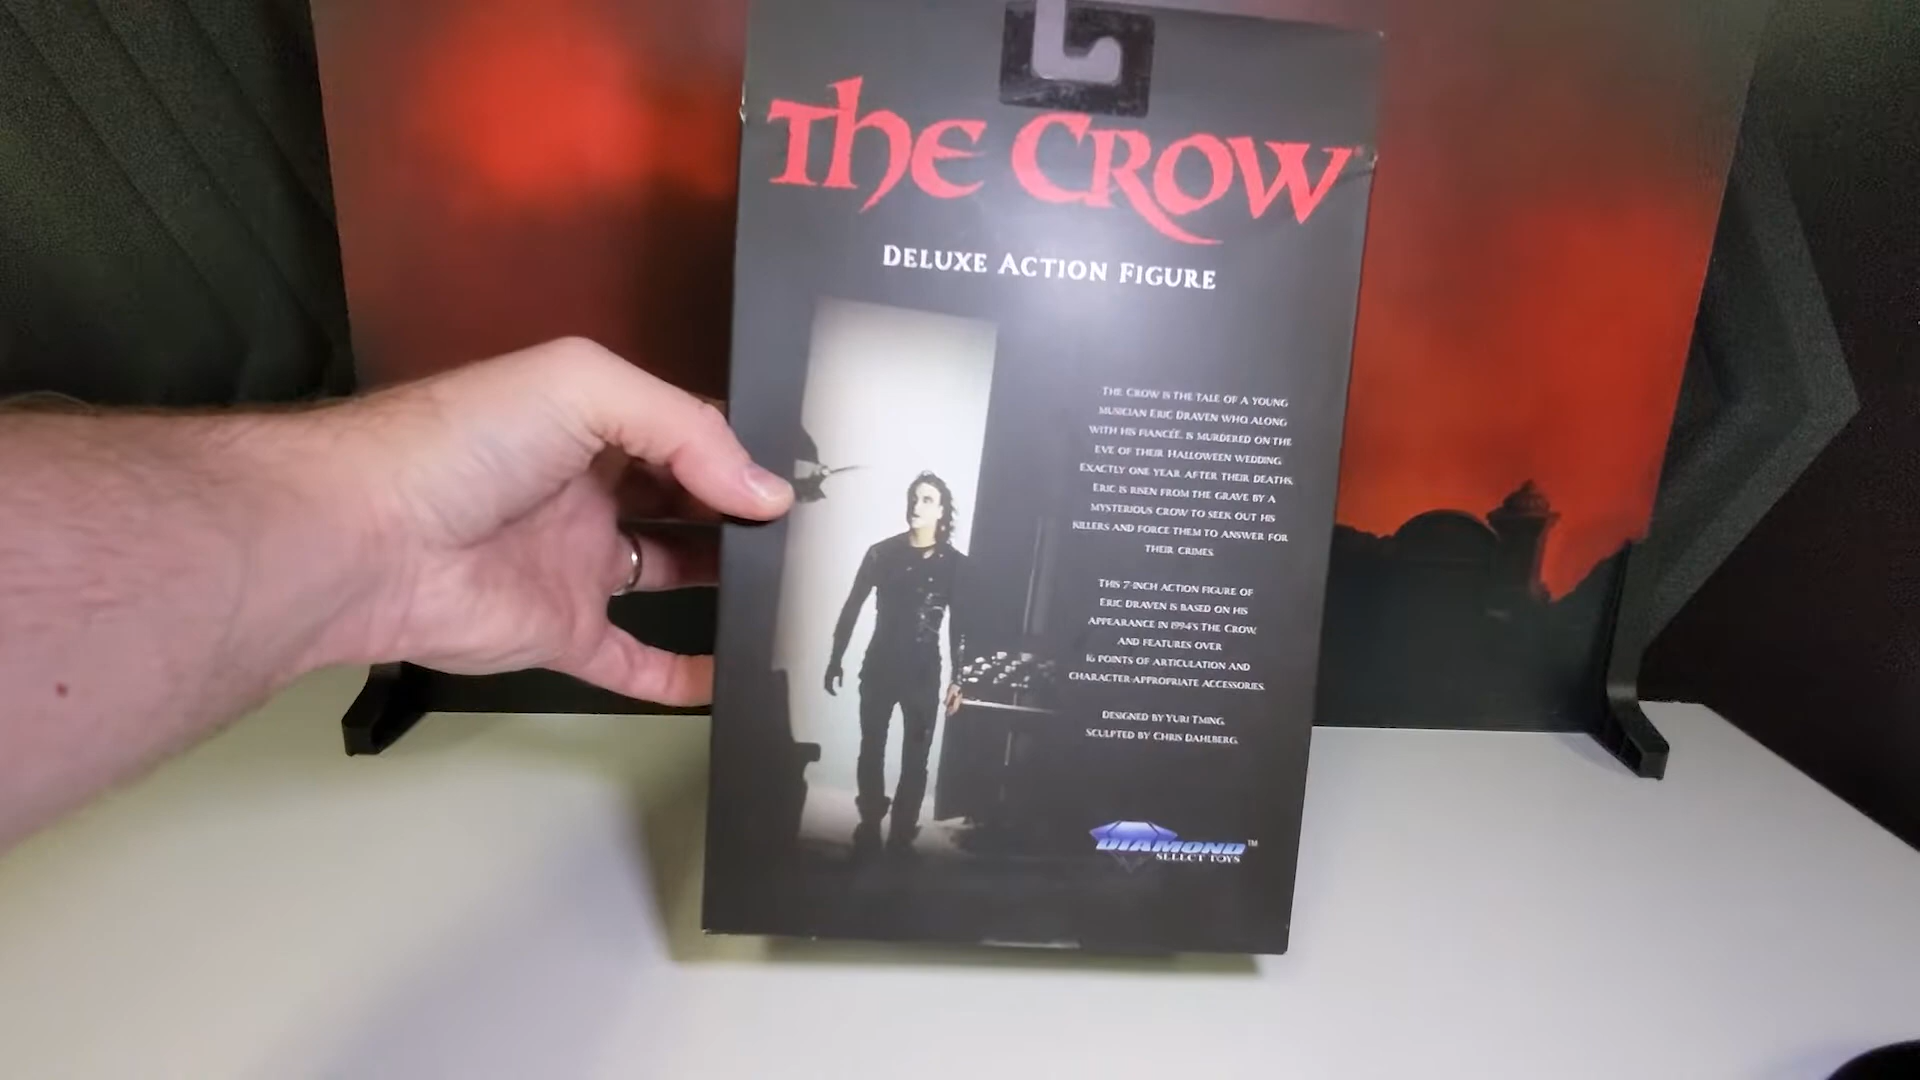 The Crow
Deluxe Action Figure
The Crow is the tale of a young
musician Eric Draven who, along
with his fiancée, is murdered on the
eve of their Halloween wedding.
Exactly one year after their deaths,
Eric is risen from the grave by a
mysterious crow to seek out his
killers and force them to answer for
their crimes.
This 7-inch action figure of
Eric Draven is based on his
appearance in 1994's The Crow,
and features over
16 points of articulation and
character-appropriate accessories.
Designed by Yuri Tming.
Sculpted by Chris Dahlberg.
DIAMOND™
SELECT TOYS